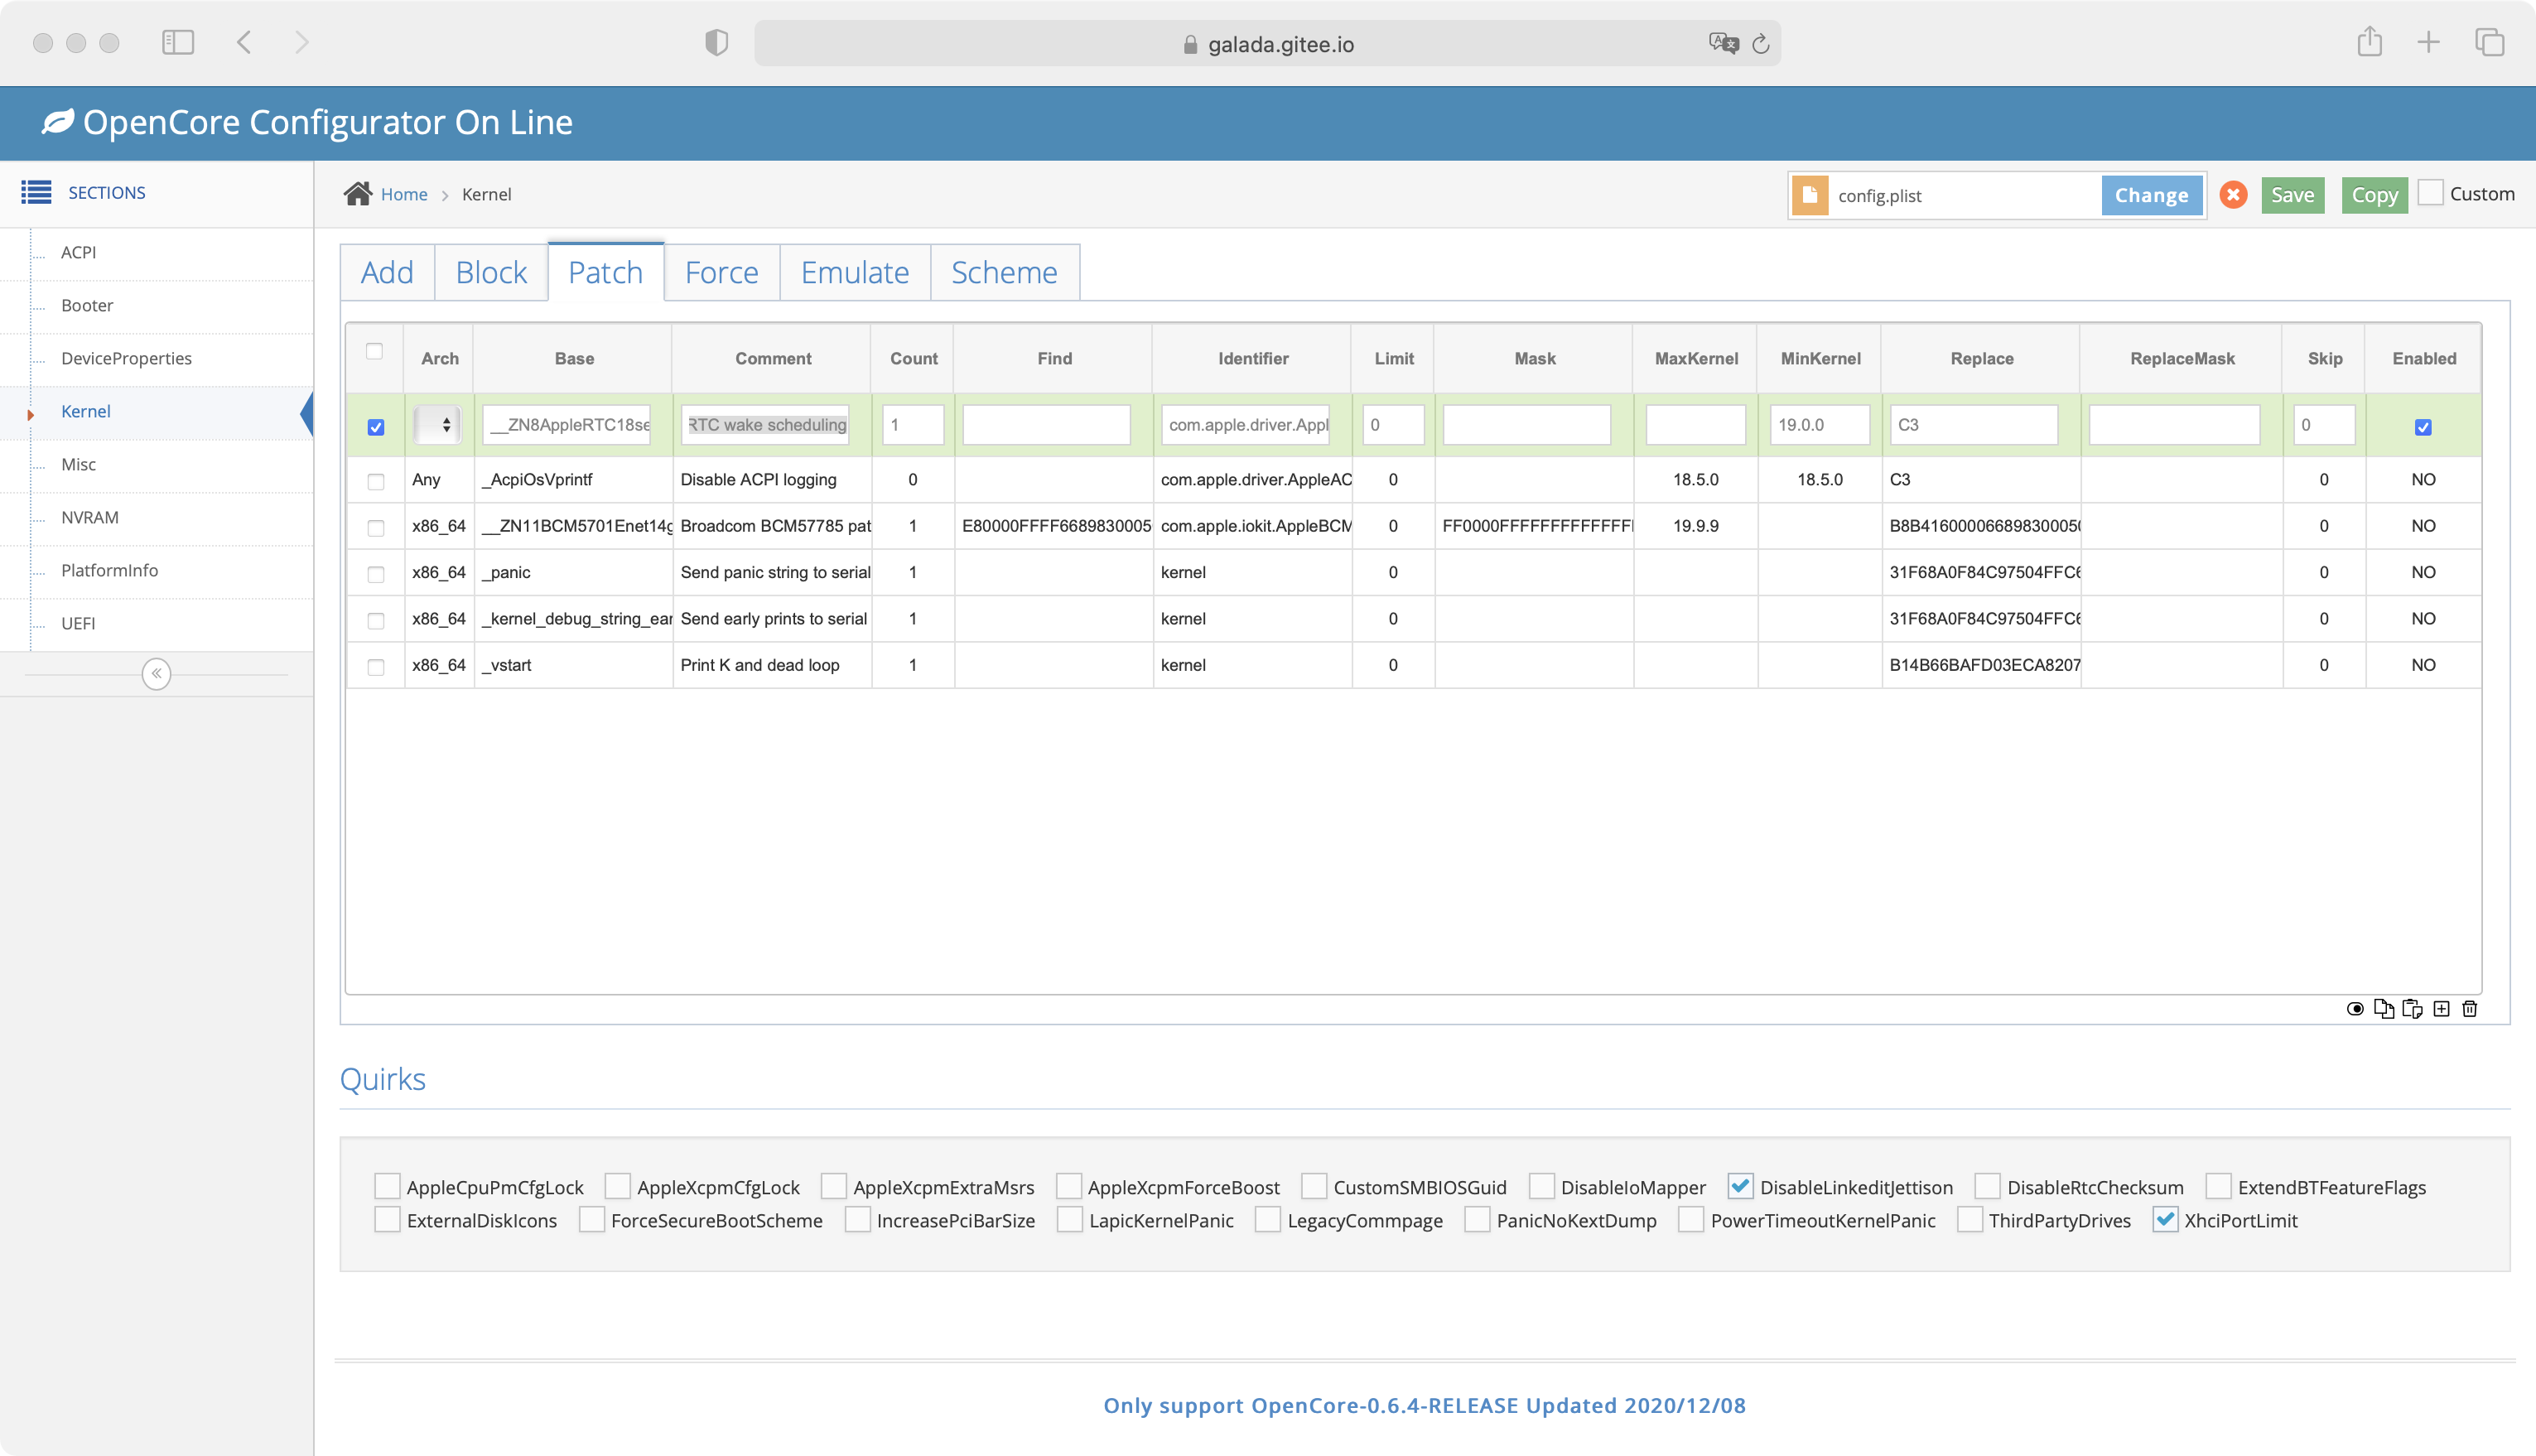 galada.gitee.io
OpenCore Configurator On Line
SECTIONS
Home > Kernel
config.plist Change Save Copy Custom
ACPI
Booter
DeviceProperties
Kernel
Misc
NVRAM
PlatformInfo
UEFI
Add Block Patch Force Emulate Scheme
Arch Base Comment Count Find Identifier Limit Mask MaxKernel MinKernel Replace ReplaceMask Skip Enabled
__ZN8AppleRTC18se RTC wake scheduling 1 com.apple.driver.Appl 0 19.0.0 C3 0
Any _AcpiOsVprintf Disable ACPI logging 0 com.apple.driver.AppleAC 0 18.5.0 18.5.0 C3 0 NO
x86_64 __ZN11BCM5701Enet14g Broadcom BCM57785 pat 1 E80000FFFF6689830005 com.apple.iokit.AppleBCM 0 FF0000FFFFFFFFFFFFFF 19.9.9 B8B416000066898300050 0 NO
x86_64 _panic Send panic string to serial 1 kernel 0 31F68A0F84C97504FFC6 0 NO
x86_64 _kernel_debug_string_ear Send early prints to serial 1 kernel 0 31F68A0F84C97504FFC6 0 NO
x86_64 _vstart Print K and dead loop 1 kernel 0 B14B66BAFD03ECA8207 0 NO
Quirks
AppleCpuPmCfgLock AppleXcpmCfgLock AppleXcpmExtraMsrs AppleXcpmForceBoost CustomSMBIOSGuid DisableIoMapper DisableLinkeditJettison DisableRtcChecksum ExtendBTFeatureFlags
ExternalDiskIcons ForceSecureBootScheme IncreasePciBarSize LapicKernelPanic LegacyCommpage PanicNoKextDump PowerTimeoutKernelPanic ThirdPartyDrives XhciPortLimit
Only support OpenCore-0.6.4-RELEASE Updated 2020/12/08